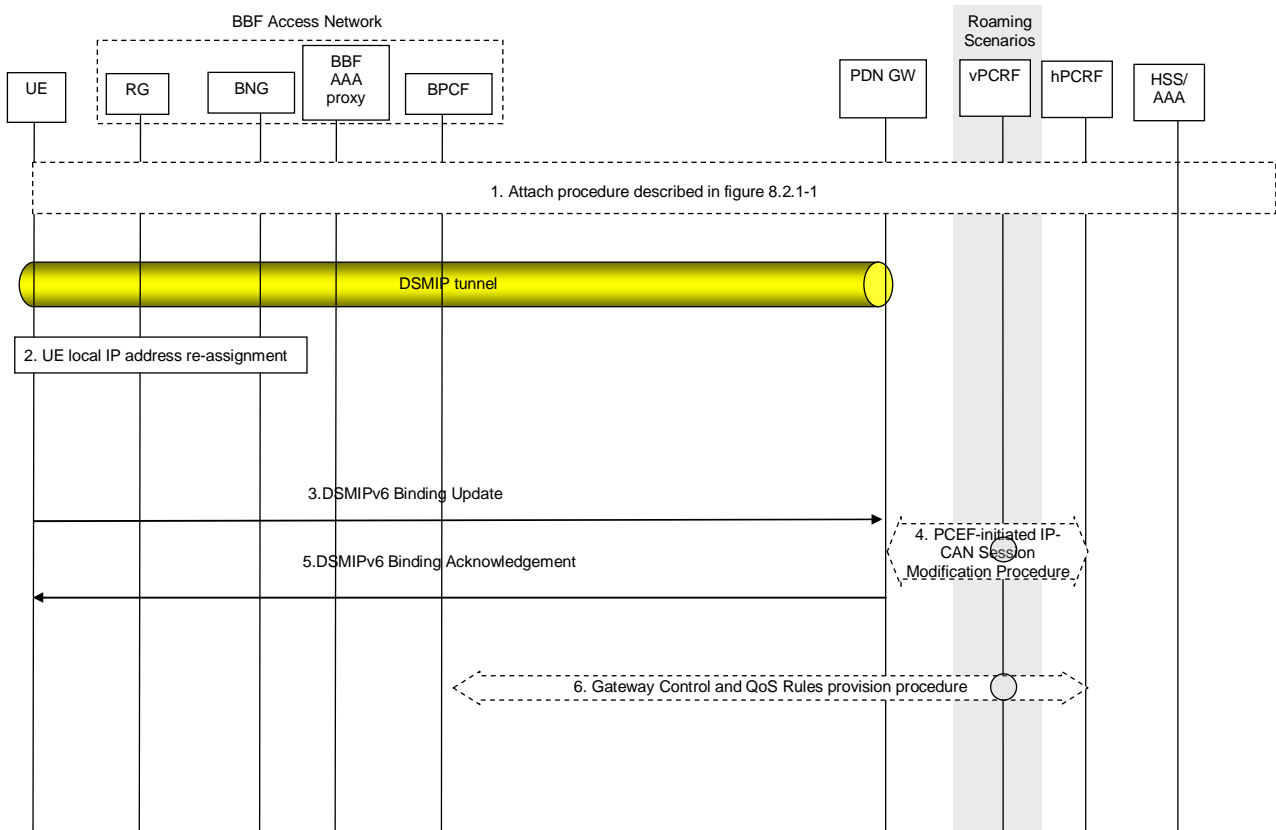 BBF Access Network
Roaming
Scenarios
UE
RG
BNG
BBF
AAA
proxy
BPCF
PDN GW
vPCRF
hPCRF
HSS/
AAA
1. Attach procedure described in figure 8.2.1-1
DSMIP tunnel
2. UE local IP address re-assignment
3.DSMIPv6 Binding Update
4. PCEF-initiated IP-
CAN Session
Modification Procedure
5.DSMIPv6 Binding Acknowledgement
6. Gateway Control and QoS Rules provision procedure